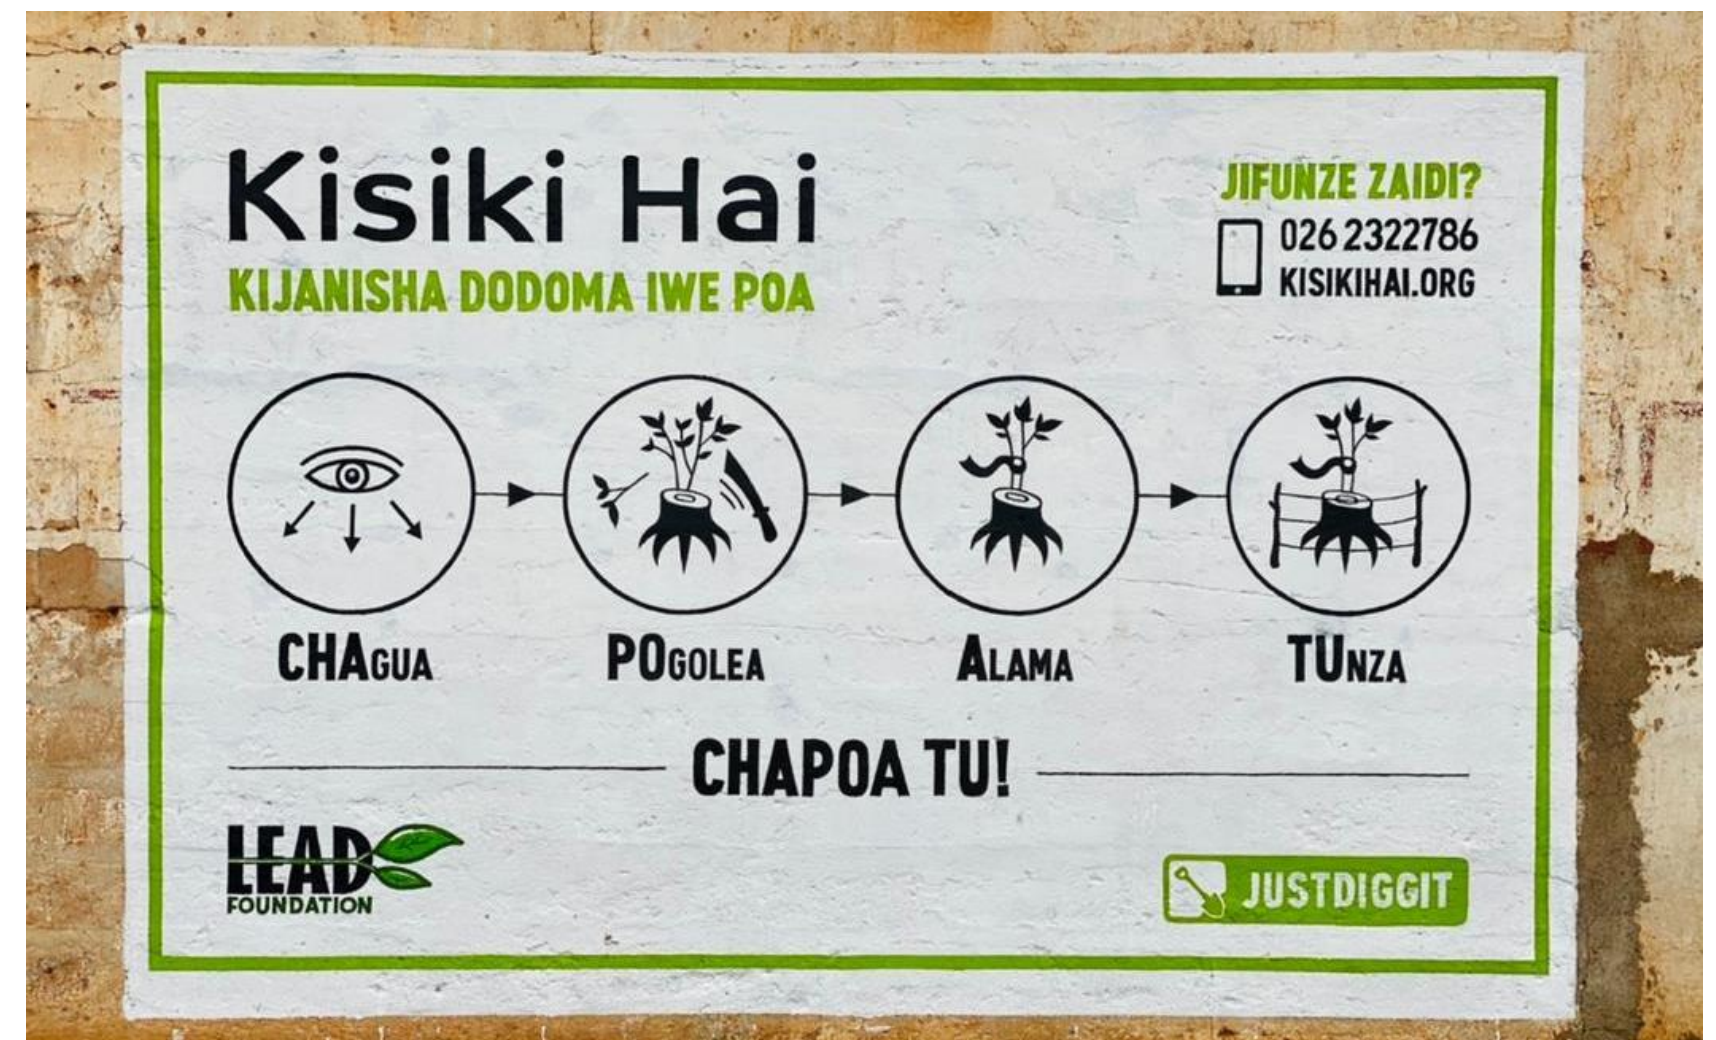 Kisiki Hai
KIJANISHA DODOMA IWE POA
JIFUNZE ZAIDI?
026 2322786
KISIKIHAI.ORG
CHAGUA
POGOLEA
ALAMA
TUNZA
CHAPOA TU!
LEAD
FOUNDATION
JUSTDIGGIT